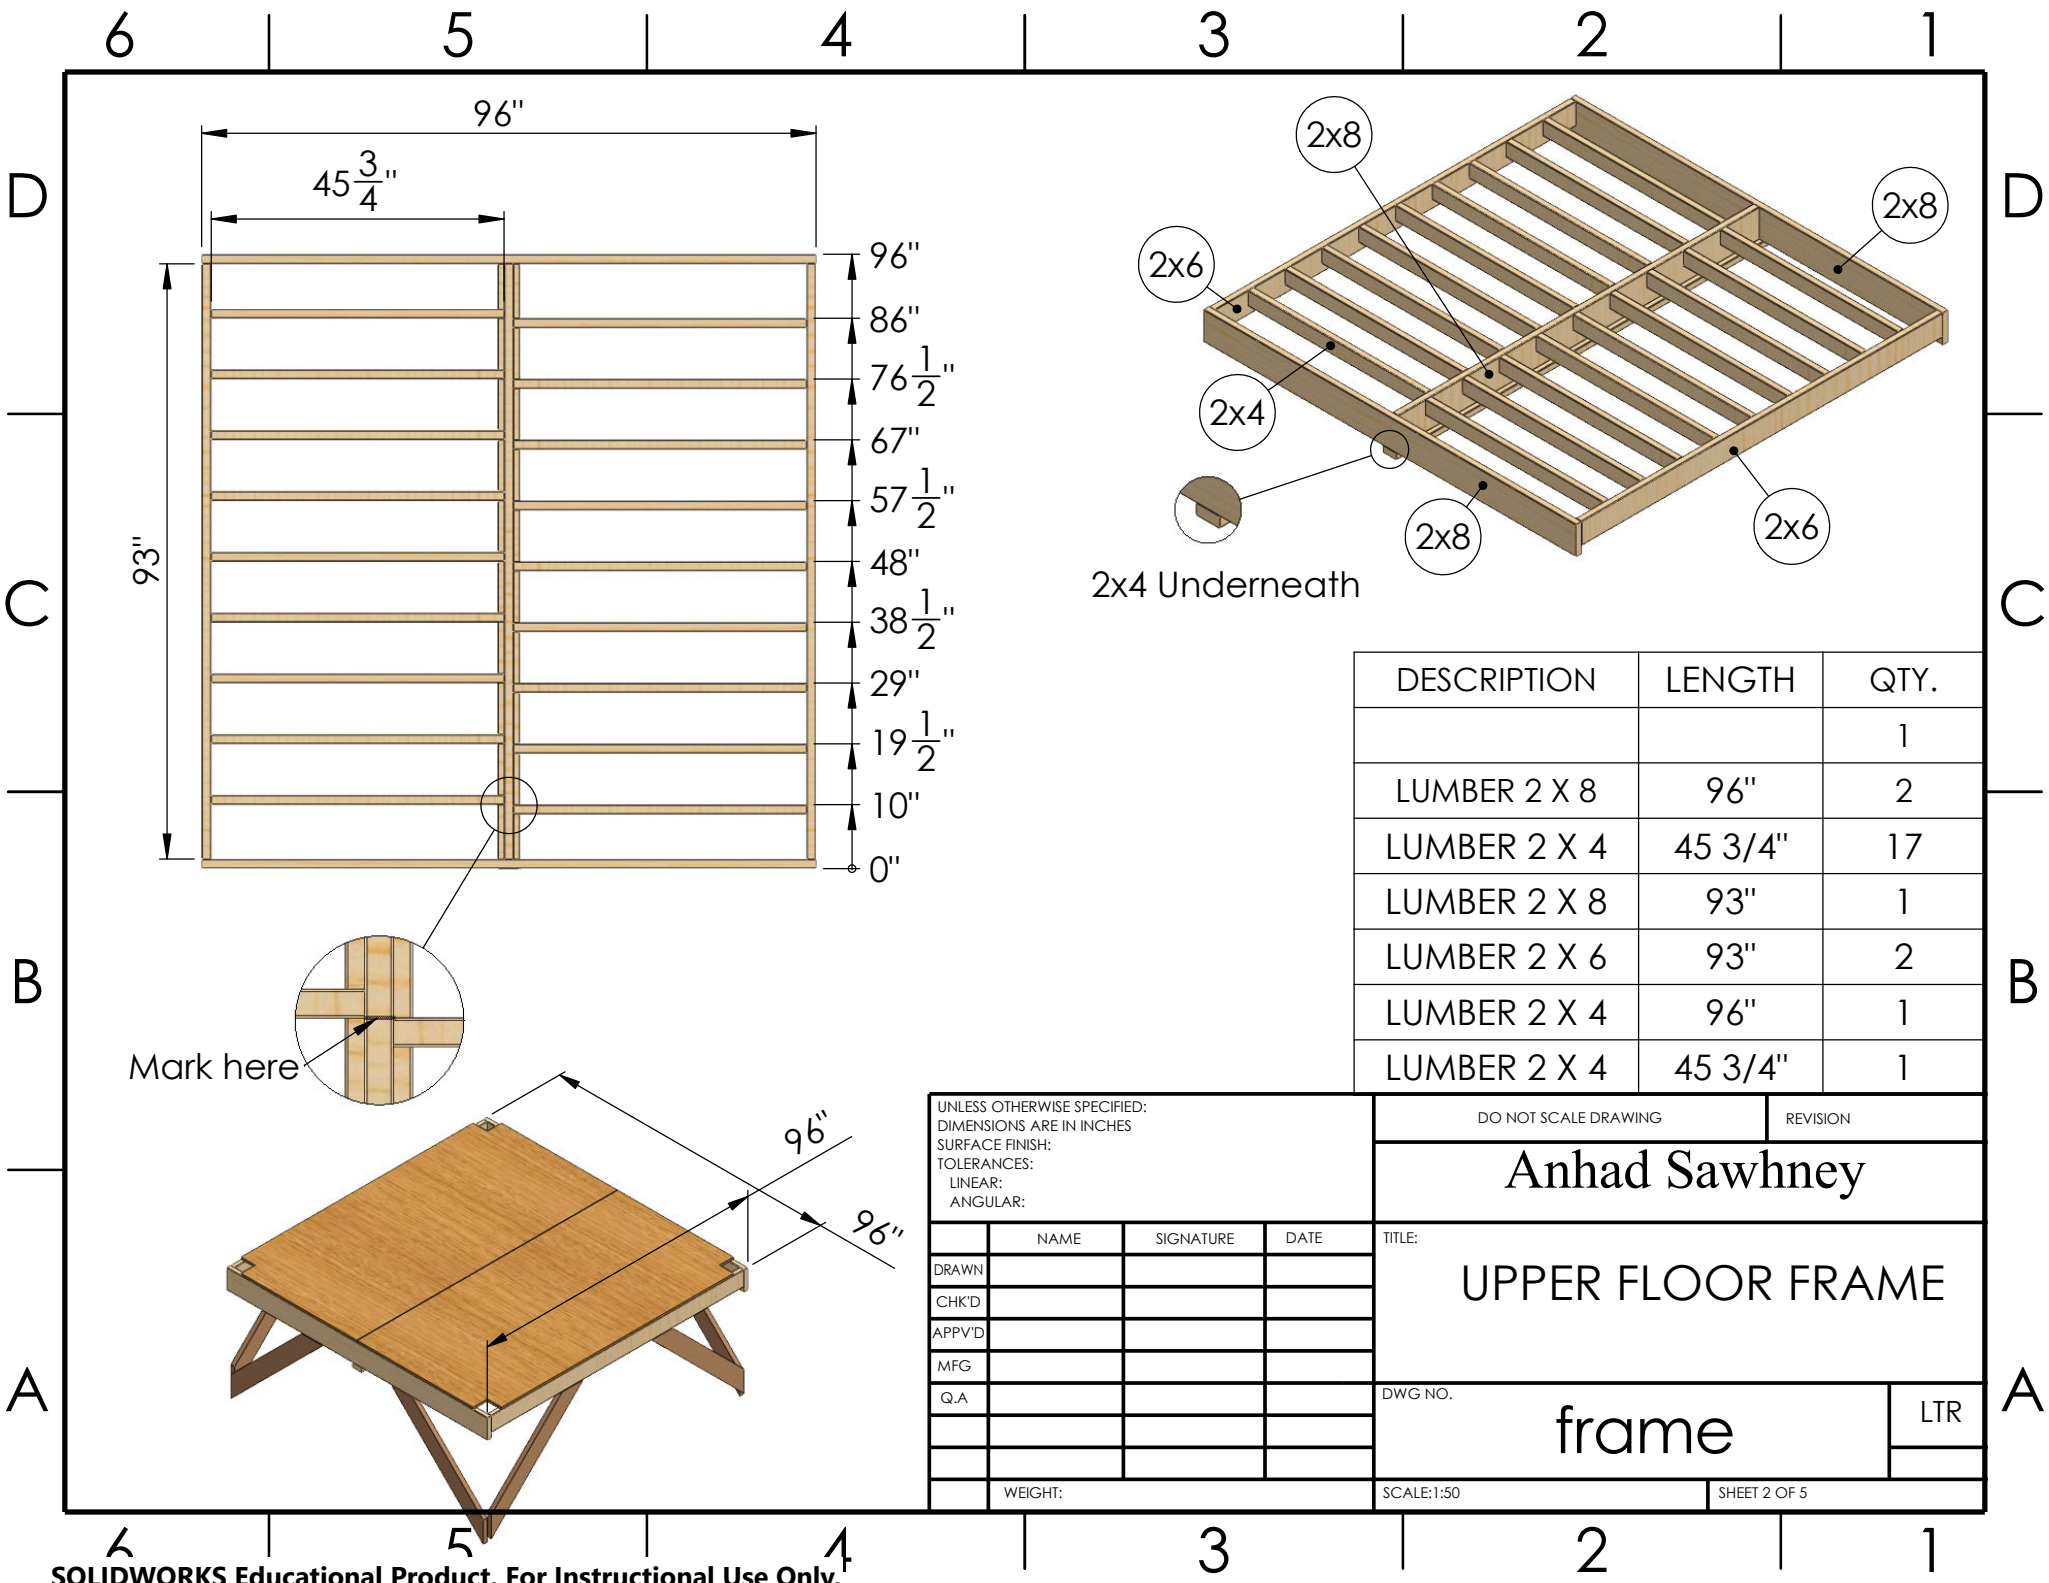 6 5 4 3 2 1
D D
C C
B B
A A
96"
45 3/4"
93"
96"
86"
76 1/2"
67"
57 1/2"
48"
38 1/2"
29"
19 1/2"
10"
0"
Mark here
2x8
2x8
2x6
2x4
2x8
2x6
2x4 Underneath
DESCRIPTION LENGTH QTY.
1
LUMBER 2 X 8 96" 2
LUMBER 2 X 4 45 3/4" 17
LUMBER 2 X 8 93" 1
LUMBER 2 X 6 93" 2
LUMBER 2 X 4 96" 1
LUMBER 2 X 4 45 3/4" 1
96"
96"
UNLESS OTHERWISE SPECIFIED:
DIMENSIONS ARE IN INCHES
SURFACE FINISH:
TOLERANCES:
LINEAR:
ANGULAR:
DO NOT SCALE DRAWING
REVISION
Anhad Sawhney
NAME SIGNATURE DATE
DRAWN
CHK'D
APPV'D
MFG
Q.A
TITLE:
UPPER FLOOR FRAME
DWG NO.
frame
LTR
WEIGHT:
SCALE:1:50
SHEET 2 OF 5
6 5 4 3 2 1
SOLIDWORKS Educational Product. For Instructional Use Only.